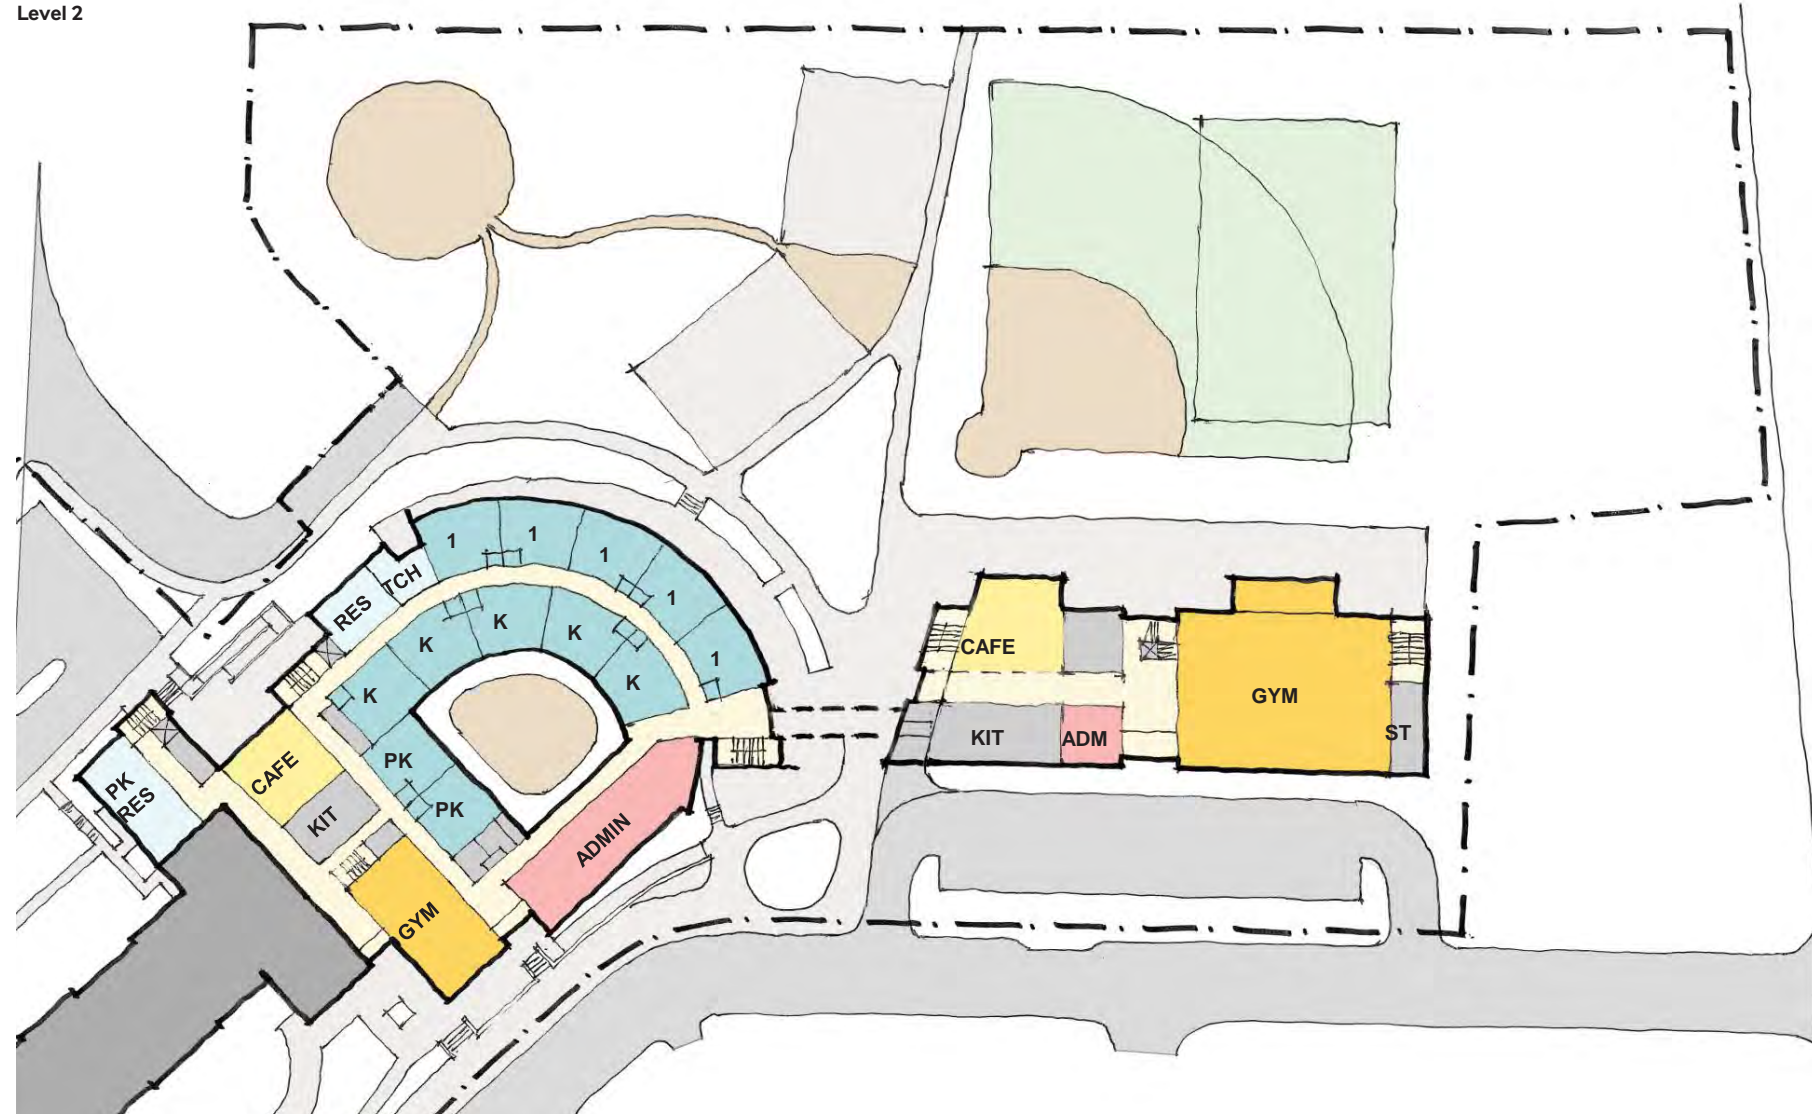 Level 2
1
1
1
1
1
TCH
RES
K
K
K
K
K
PK
PK
PK
RES
CAFE
KIT
GYM
ADMIN
CAFE
KIT
ADM
GYM
ST